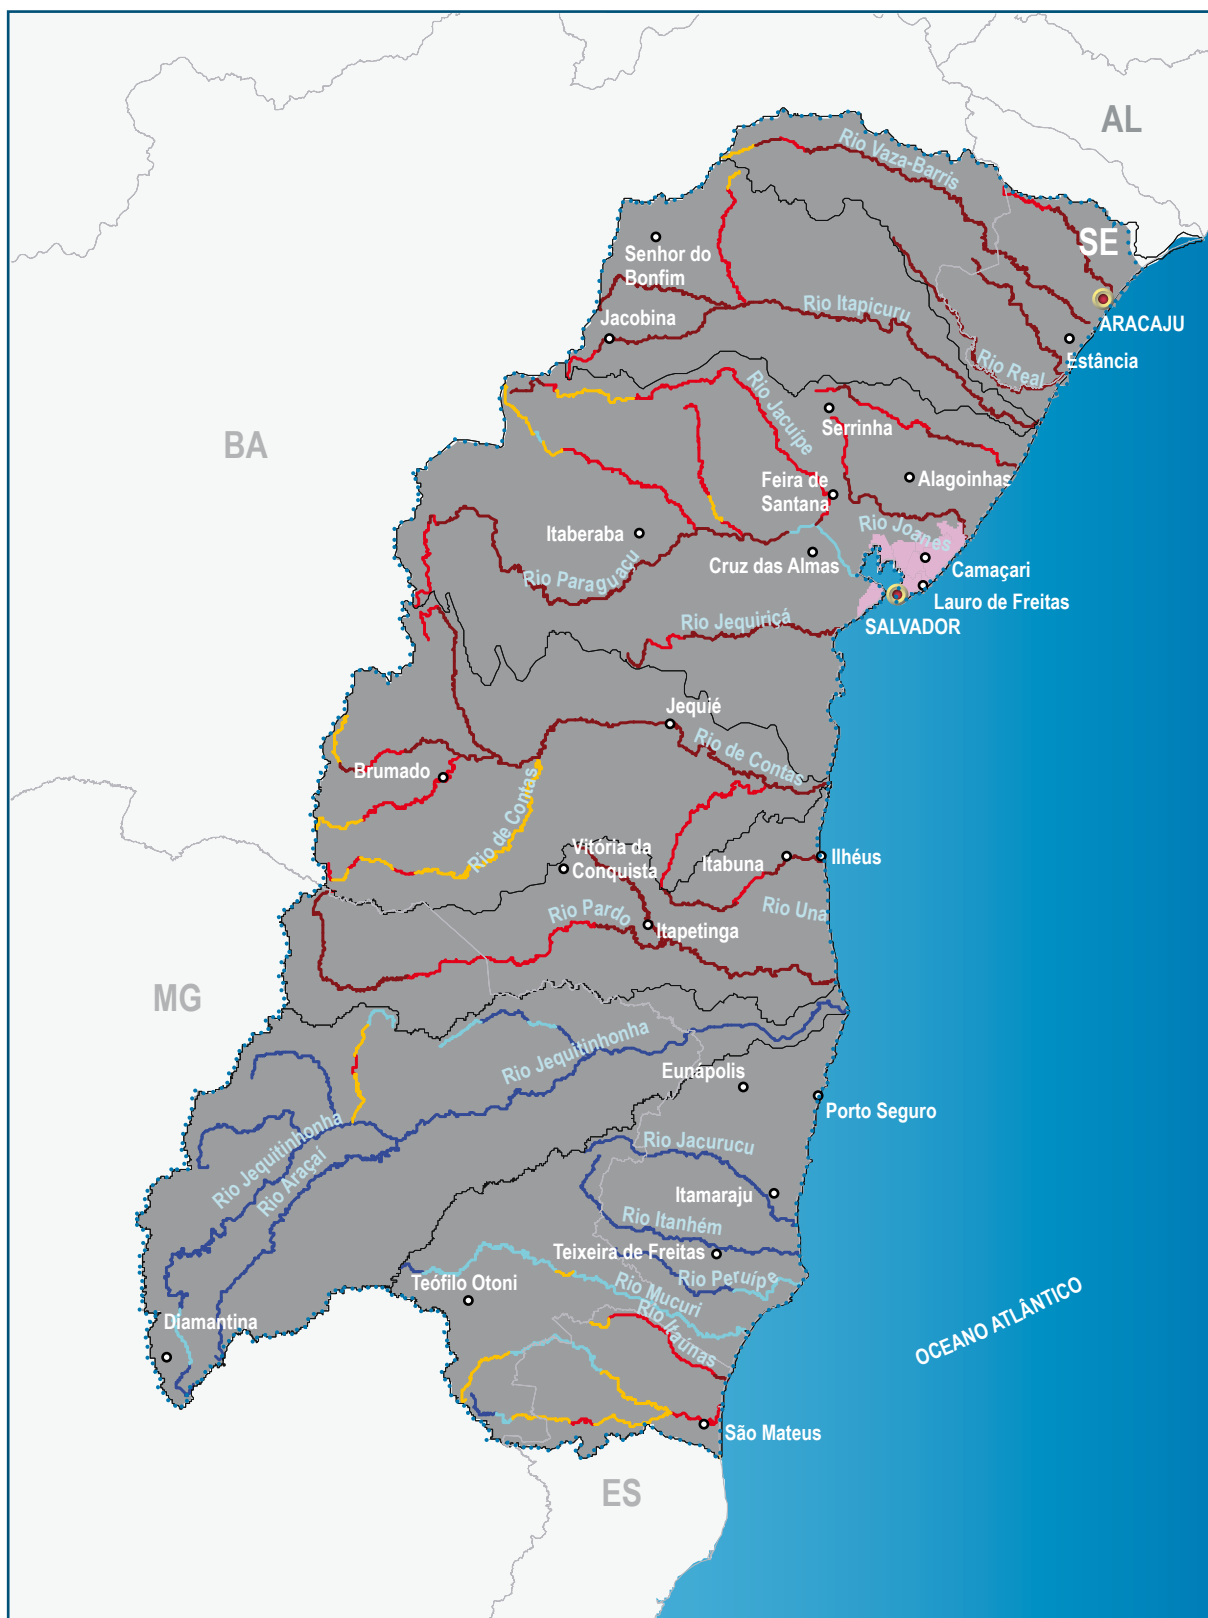 AL
Rio Vaza-Barris
SE
Senhor do
Bonfim
ARACAJU
Rio Itapicuru
Jacobina
Estância
Rio Real
Rio Jacuípe
Serrinha
BA
Alagoinhas
Feira de
Santana
Itaberaba
Rio Joanes
Cruz das Almas
Camaçari
Rio Paraguaçu
Lauro de Freitas
SALVADOR
Rio Jequiriçá
Jequié
Rio de Contas
Brumado
Rio de Contas
Vitória da
Conquista
Itabuna
Ilhéus
Rio Una
Rio Pardo
Itapetinga
MG
Rio Jequitinhonha
Eunápolis
Porto Seguro
Rio Jequitinhonha
Rio Araçaí
Rio Jacurucu
Itamaraju
Rio Itanhém
Teixeira de Freitas
Rio Peruípe
Teófilo Otoni
Rio Mucuri
Rio Itaúnas
Diamantina
OCEANO ATLÂNTICO
São Mateus
ES